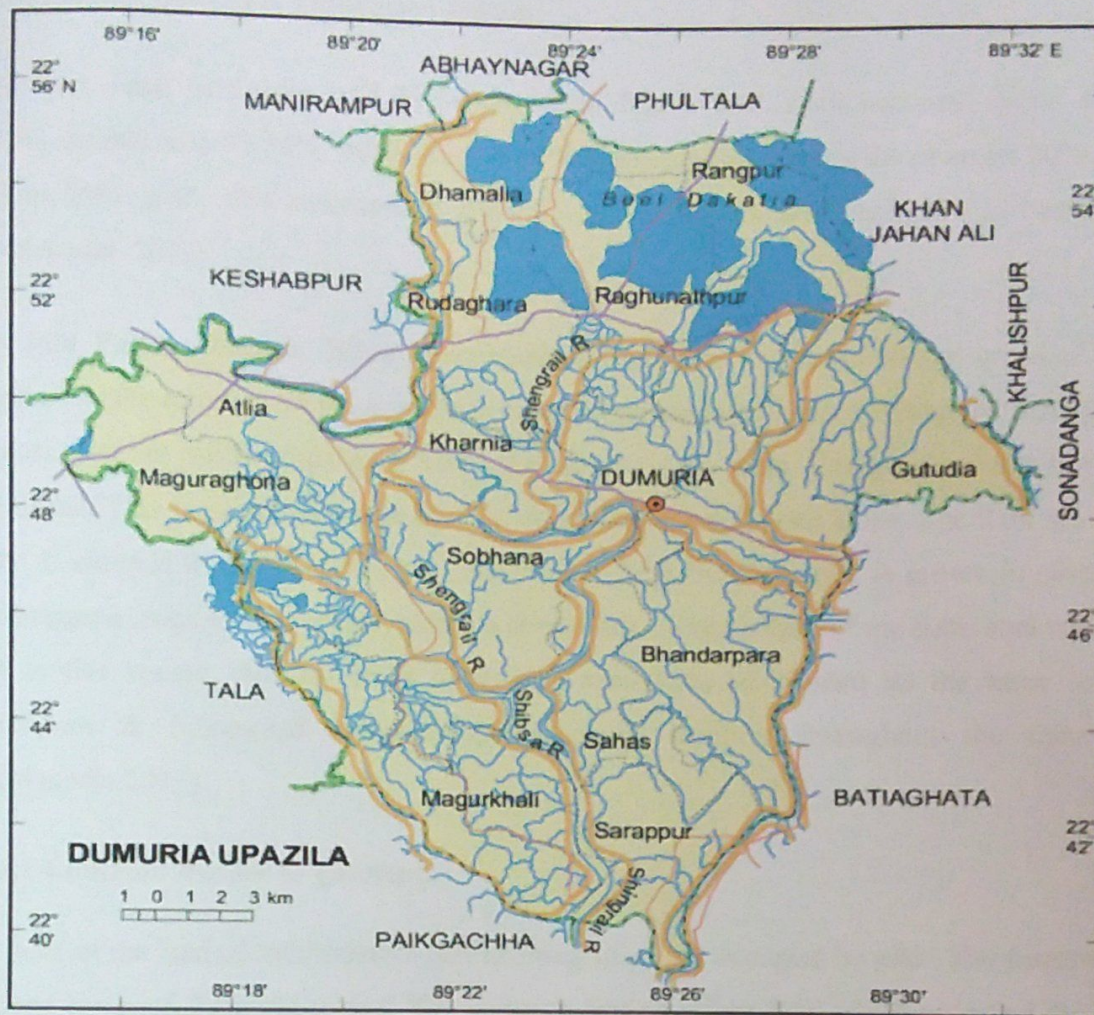 89°16'
89°20'
89°24'
89°28'
89°32' E
22°
56' N
ABHAYNAGAR
MANIRAMPUR
PHULTALA
Rangpur
Dhamalia
Beel Dakatia
22
54'
KHAN
JAHAN ALI
KESHABPUR
22°
52'
Rudaghara
Raghunathpur
KHALISHPUR
Shengrail R
Atlia
Kharnia
SONADANGA
Maguraghona
DUMURIA
Gutudia
22°
48'
Sobhana
Shengrail R
22°
46'
Bhandarpara
TALA
22°
44'
Shibsa R
Sahas
Magurkhali
BATIAGHATA
Sarappur
22°
42'
DUMURIA UPAZILA
1 0 1 2 3 km
Shingrail R
22°
40'
PAIKGACHHA
89°18'
89°22'
89°26'
89°30'